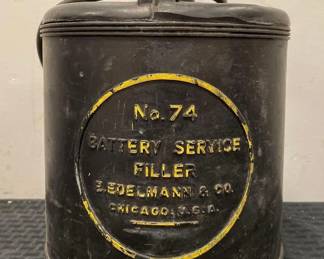 No. 74
BATTERY SERVICE
FILLER
E. EDELMANN & CO.
CHICAGO, U.S.A.